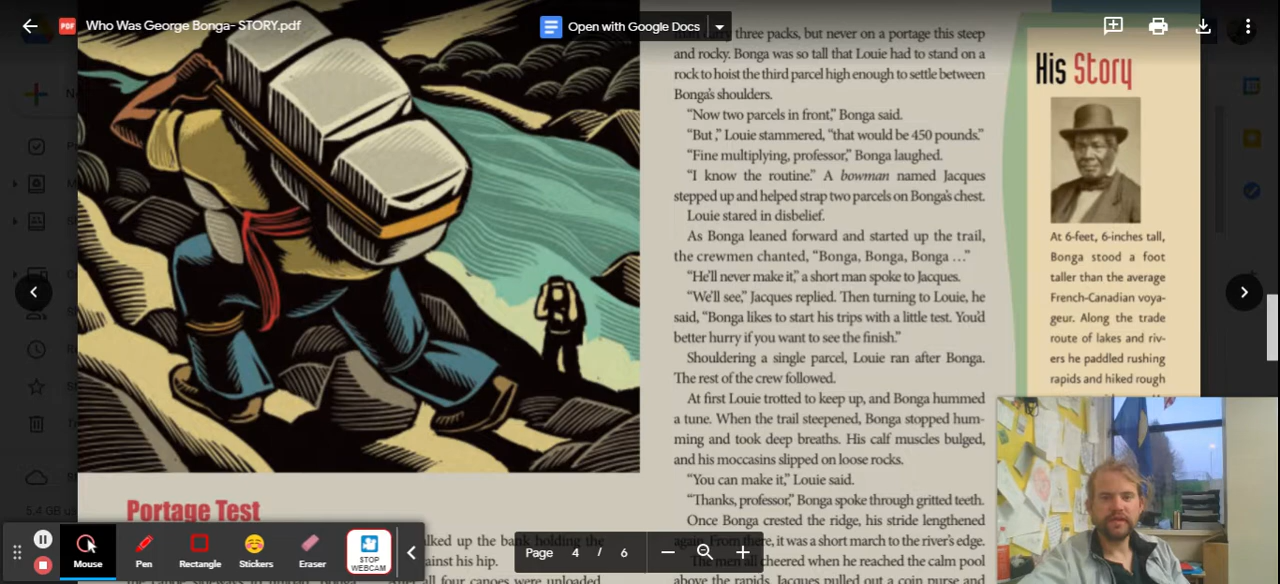 Who Was George Bonga- STORY.pdf
PDF
Open with Google Docs
carry three packs, but never on a portage this steep
and rocky. Bonga was so tall that Louie had to stand on a
rock to hoist the third parcel high enough to settle between
Bonga's shoulders.
"Now two parcels in front," Bonga said.
"But ," Louie stammered, "that would be 450 pounds."
"Fine multiplying, professor," Bonga laughed.
"I know the routine." A bowman named Jacques
stepped up and helped strap two parcels on Bonga's chest.
Louie stared in disbelief.
As Bonga leaned forward and started up the trail,
the crewmen chanted, "Bonga, Bonga, Bonga ..."
"He'll never make it," a short man spoke to Jacques.
"We'll see," Jacques replied. Then turning to Louie, he
said, "Bonga likes to start his trips with a little test. You'd
better hurry if you want to see the finish."
Shouldering a single parcel, Louie ran after Bonga.
The rest of the crew followed.
At first Louie trotted to keep up, and Bonga hummed
a tune. When the trail steepened, Bonga stopped hum-
ming and took deep breaths. His calf muscles bulged,
and his moccasins slipped on loose rocks.
"You can make it," Louie said.
"Thanks, professor," Bonga spoke through gritted teeth.
Once Bonga crested the ridge, his stride lengthened
again. From there, it was a short march to the river's edge.
The men all cheered when he reached the calm pool
above the rapids. Jacques pulled out a coin purse and
His Story
At 6-feet, 6-inches tall,
Bonga stood a foot
taller than the average
French-Canadian voya-
geur. Along the trade
route of lakes and riv-
ers he paddled rushing
rapids and hiked rough
Portage Test
alked up the bank holding the
ainst his hip.
all four canoes were unloaded
Page 4 / 6
Mouse
Pen
Rectangle
Stickers
Eraser
STOP
WEBCAM
5.4 GB